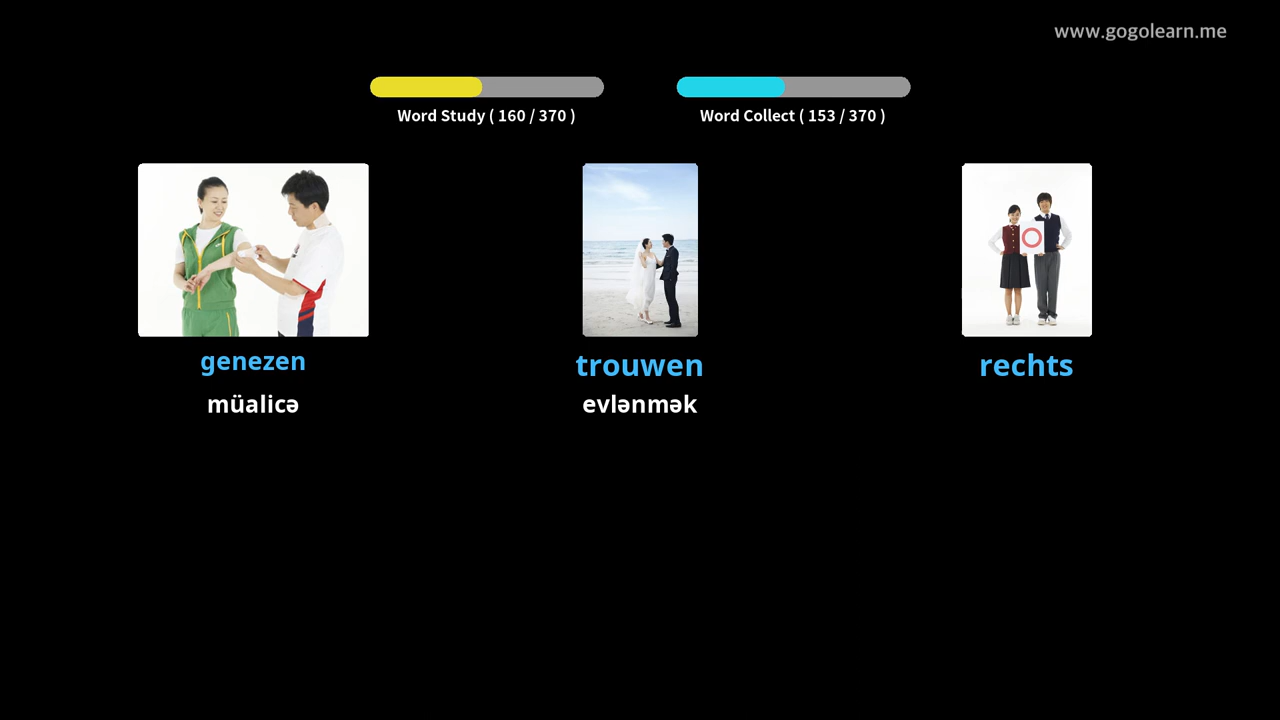 www.gogolearn.me
Word Study ( 160 / 370 )
Word Collect ( 153 / 370 )
genezen
müalicə
trouwen
evlənmək
rechts